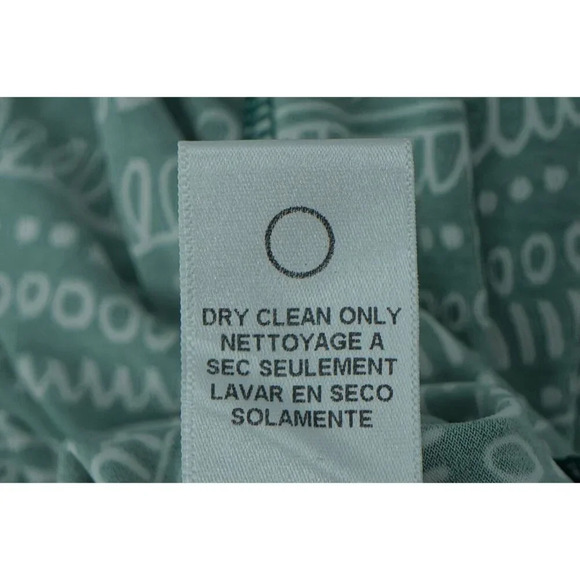 DRY CLEAN ONLY
NETTOYAGE A
SEC SEULEMENT
LAVAR EN SECO
SOLAMENTE